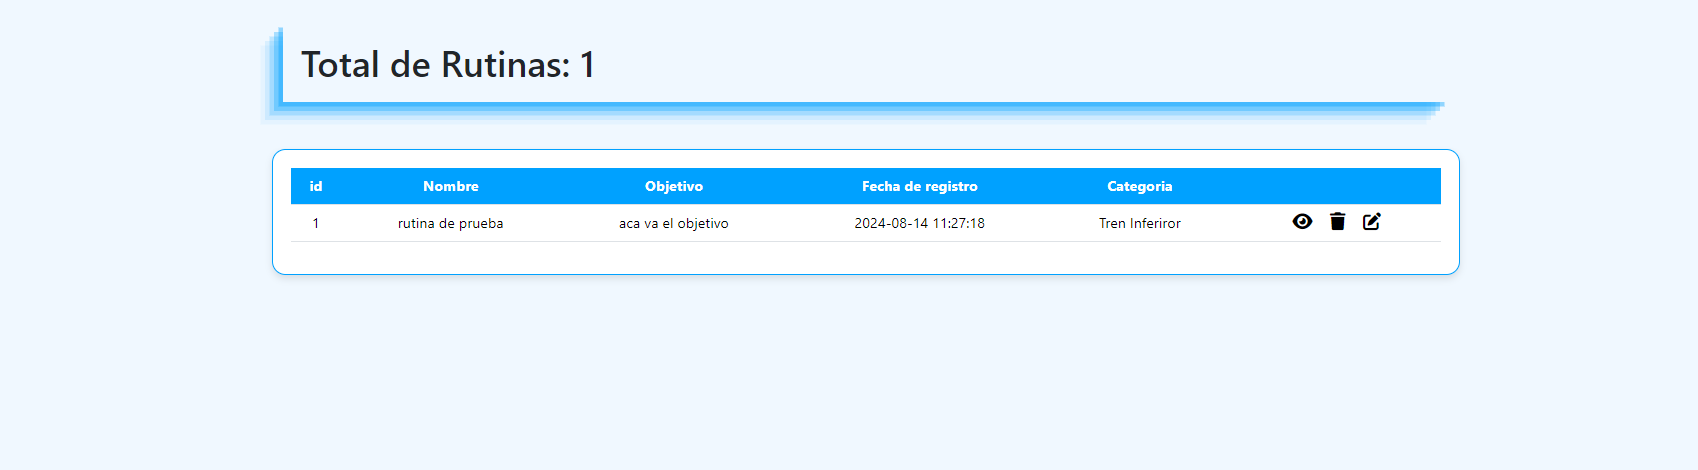 Total de Rutinas: 1
id Nombre Objetivo Fecha de registro Categoria
1 rutina de prueba aca va el objetivo 2024-08-14 11:27:18 Tren Inferiror